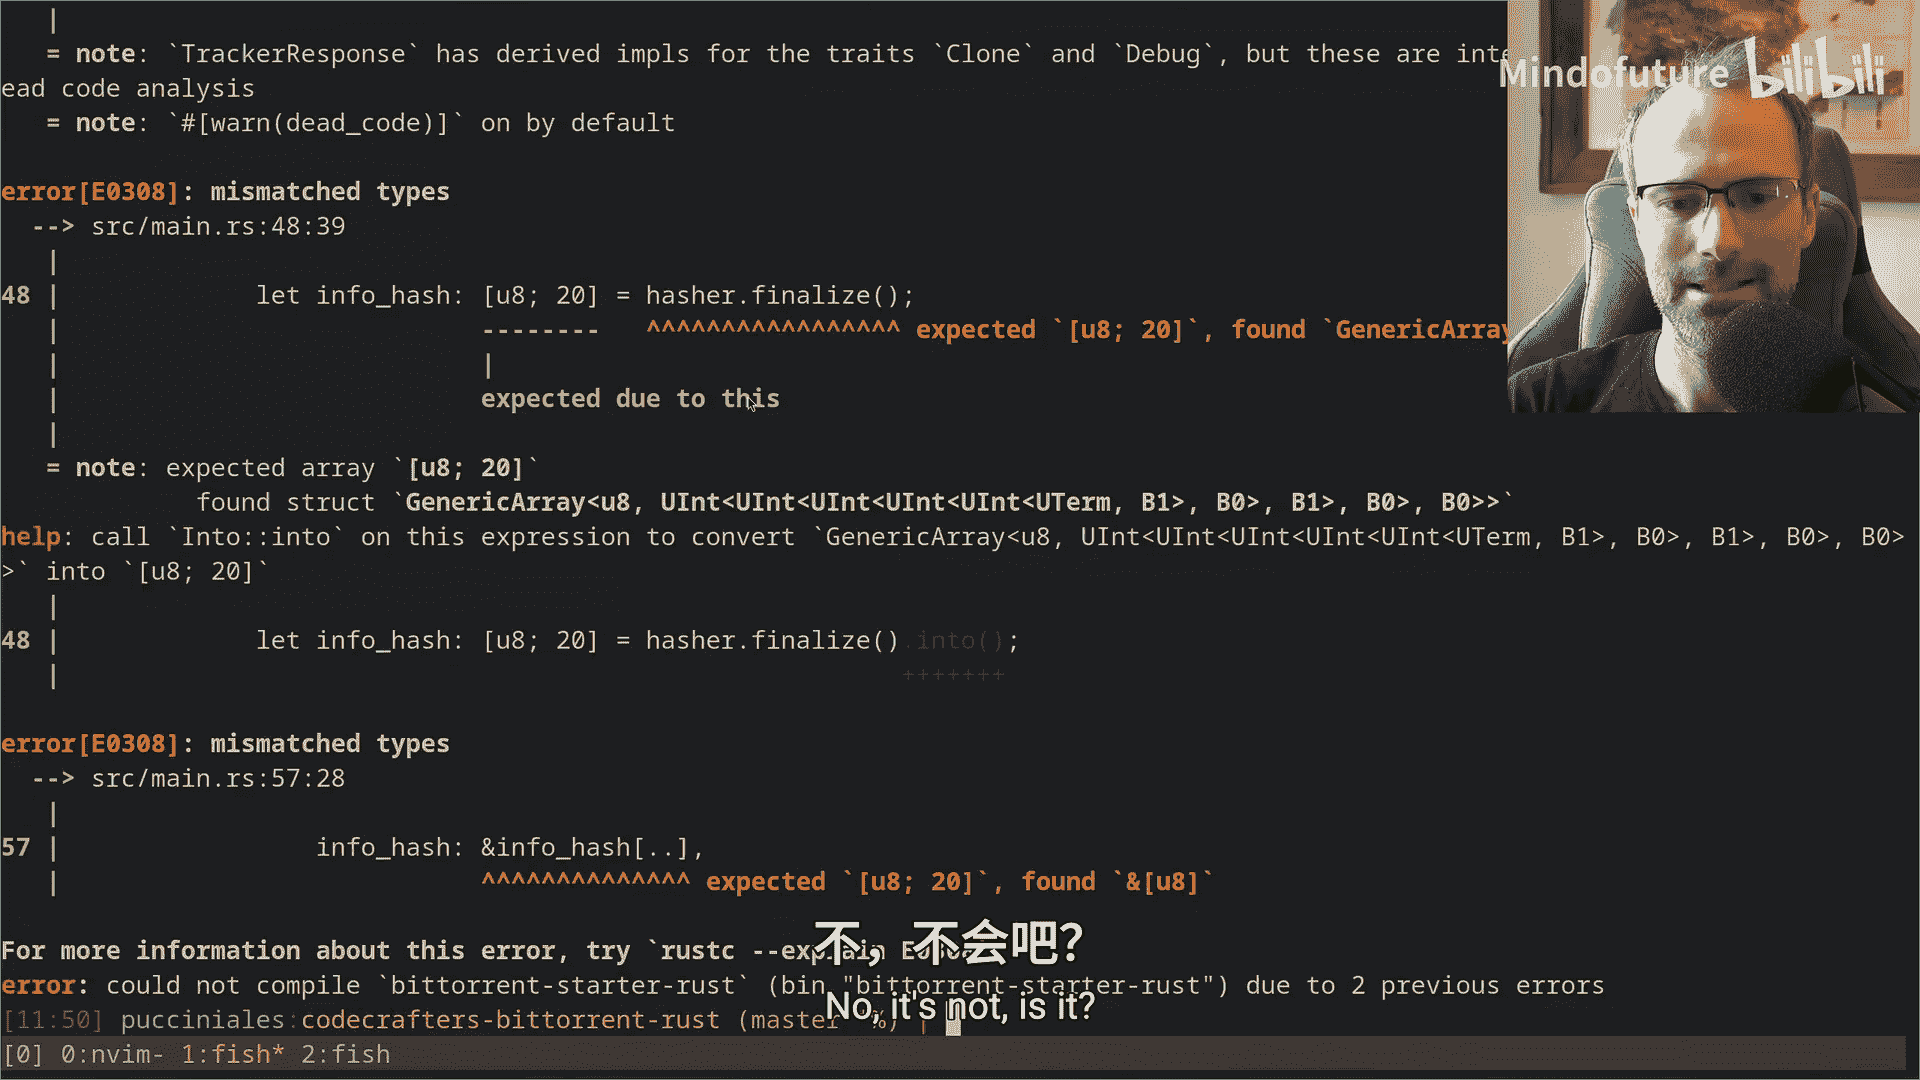 |
= note: `TrackerResponse` has derived impls for the traits `Clone` and `Debug`, but these are inte
ead code analysis
= note: `#[warn(dead_code)]` on by default
error[E0308]: mismatched types
--> src/main.rs:48:39
|
48 | let info_hash: [u8; 20] = hasher.finalize();
| -------- ^^^^^^^^^^^^^^^^^ expected `[u8; 20]`, found `GenericArray
| |
| expected due to this
|
= note: expected array `[u8; 20]`
found struct `GenericArray<u8, UInt<UInt<UInt<UInt<UInt<UTerm, B1>, B0>, B1>, B0>, B0>>`
help: call `Into::into` on this expression to convert `GenericArray<u8, UInt<UInt<UInt<UInt<UInt<UTerm, B1>, B0>, B1>, B0>, B0>
>` into `[u8; 20]`
|
48 | let info_hash: [u8; 20] = hasher.finalize().into();
| +++++++
error[E0308]: mismatched types
--> src/main.rs:57:28
|
57 | info_hash: &info_hash[..],
| ^^^^^^^^^^^^^^ expected `[u8; 20]`, found `&[u8]`
For more information about this error, try `rustc --explain
error: could not compile `bittorrent-starter-rust` (bin "bittorrent-starter-rust") due to 2 previous errors
[11:50] pucciniales:codecrafters-bittorrent-rust (master *%) |
[0] 0:nvim- 1:fish* 2:fish
Mindofuture bilibili
不，不会吧？
No, it's not, is it?